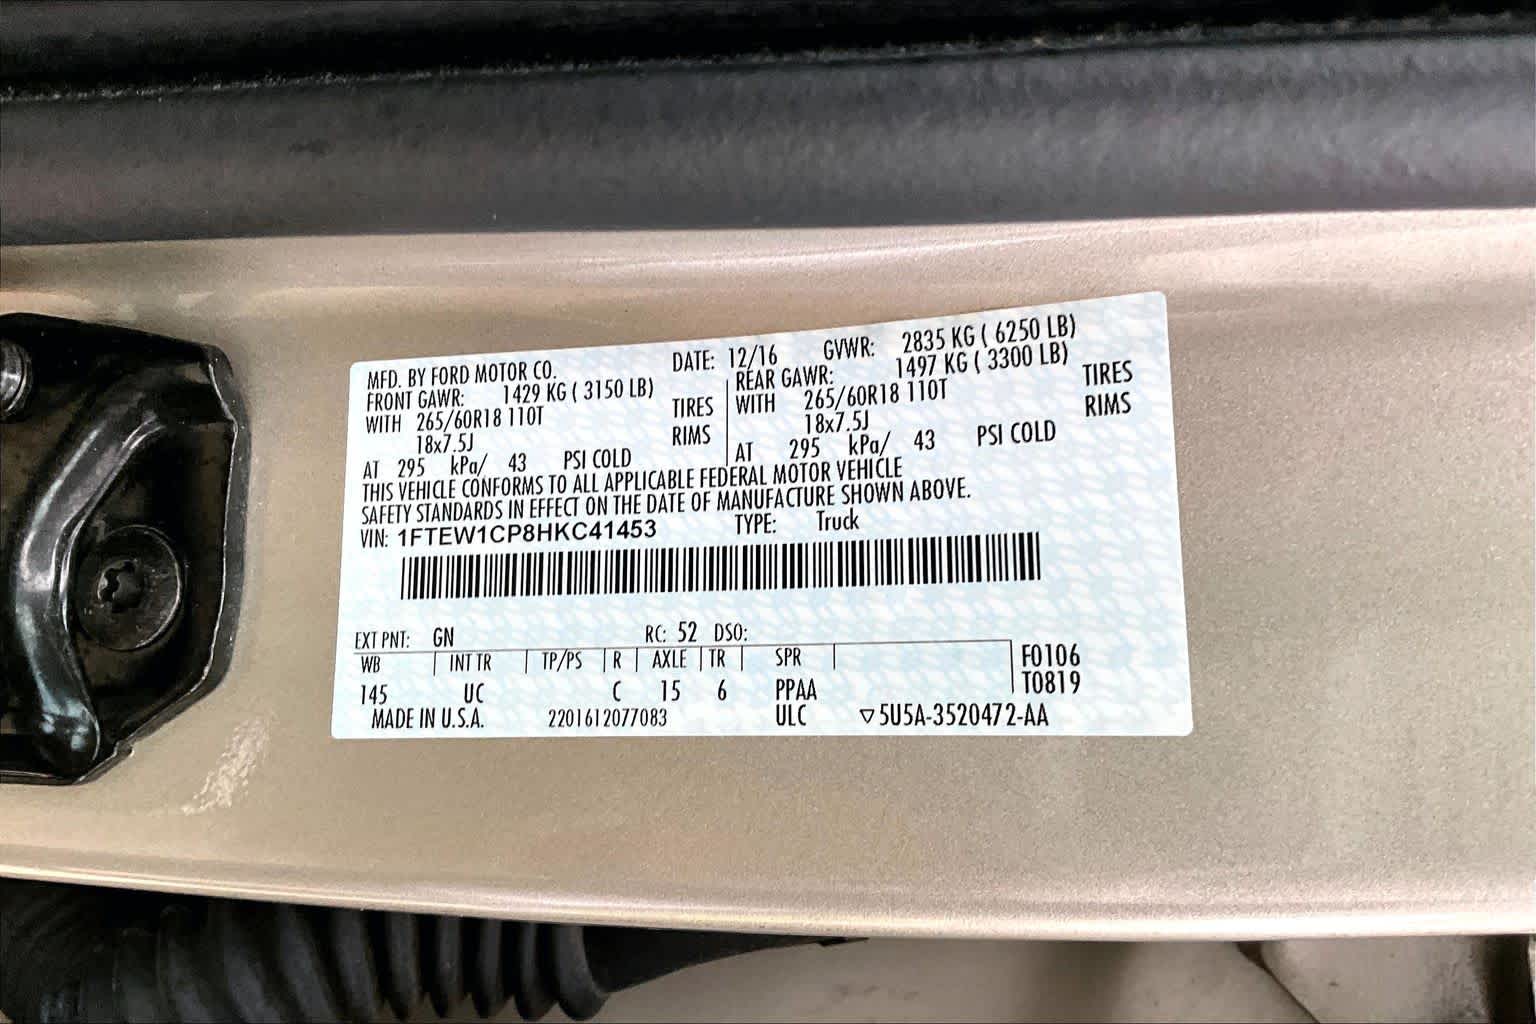 MFD. BY FORD MOTOR CO. DATE: 12/16 GVWR: 2835 KG ( 6250 LB)
FRONT GAWR: 1429 KG ( 3150 LB) REAR GAWR: 1497 KG ( 3300 LB)
WITH 265/60R18 110T TIRES WITH 265/60R18 110T TIRES
18x7.5J RIMS 18x7.5J RIMS
AT 295 kPa/ 43 PSI COLD AT 295 kPa/ 43 PSI COLD
THIS VEHICLE CONFORMS TO ALL APPLICABLE FEDERAL MOTOR VEHICLE
SAFETY STANDARDS IN EFFECT ON THE DATE OF MANUFACTURE SHOWN ABOVE.
VIN: 1FTEW1CP8HKC41453 TYPE: Truck
EXT PNT: GN RC: 52 DSO:
WB INT TR TP/PS R AXLE TR SPR F0106
145 UC C 15 6 PPAA T0819
MADE IN U.S.A. 2201612077083 ULC ▽5U5A-3520472-AA